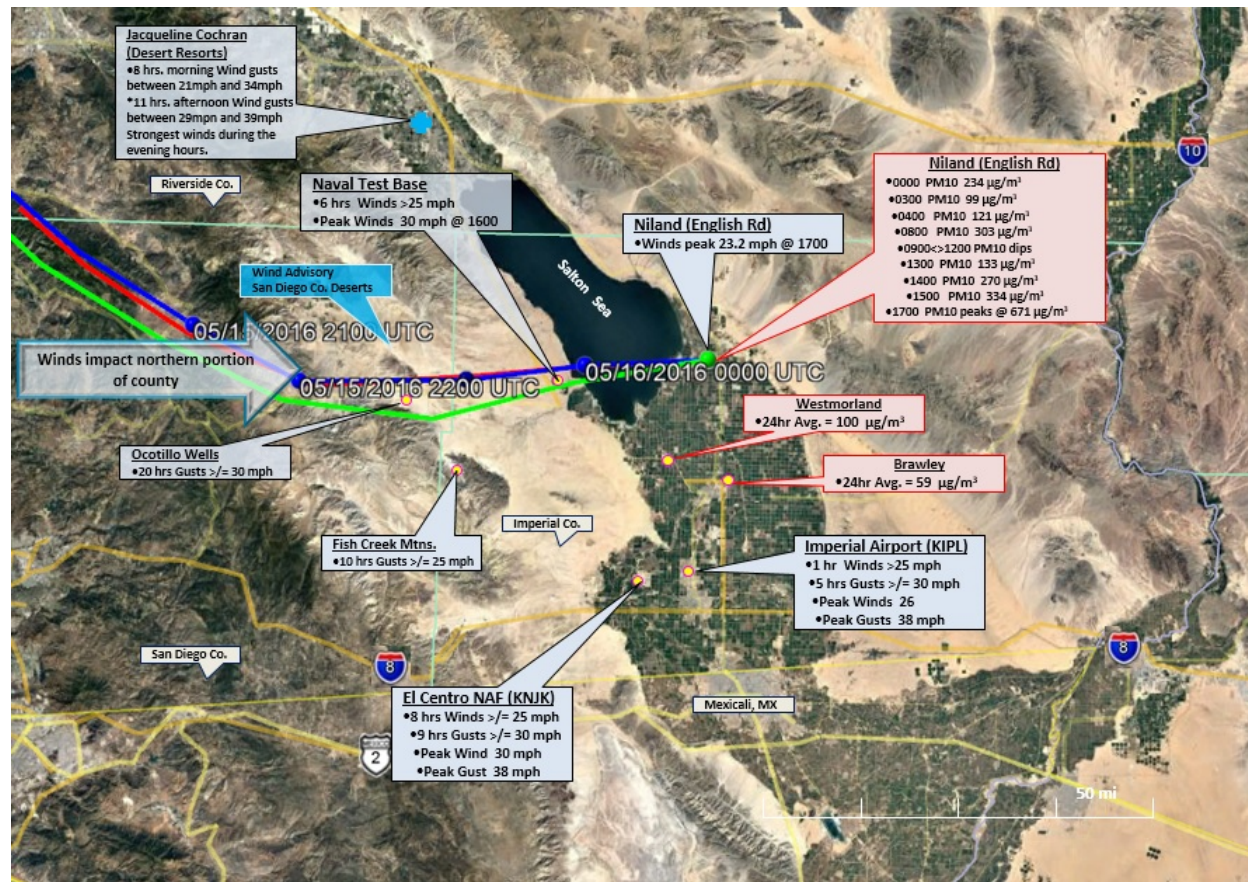 Jacqueline Cochran
(Desert Resorts)
•8 hrs. morning Wind gusts
between 21mph and 34mph
*11 hrs. afternoon Wind gusts
between 29mpn and 39mph
Strongest winds during the
evening hours.
10
Niland (English Rd)
•0000 PM10 234 µg/m³
•0300 PM10 99 µg/m³
•0400 PM10 121 µg/m³
•0800 PM10 303 µg/m³
•0900<>1200 PM10 dips
•1300 PM10 133 µg/m³
•1400 PM10 270 µg/m³
•1500 PM10 334 µg/m³
•1700 PM10 peaks @ 671 µg/m³
Riverside Co.
Naval Test Base
•6 hrs Winds >25 mph
•Peak Winds 30 mph @ 1600
Niland (English Rd)
•Winds peak 23.2 mph @ 1700
Salton Sea
Wind Advisory
San Diego Co. Deserts
05/15/2016 2100 UTC
Winds impact northern portion
of county
05/15/2016 2200 UTC
05/16/2016 0000 UTC
Westmorland
•24hr Avg. = 100 µg/m³
Ocotillo Wells
•20 hrs Gusts >/= 30 mph
Brawley
•24hr Avg. = 59 µg/m³
Imperial Co.
Fish Creek Mtns.
•10 hrs Gusts >/= 25 mph
Imperial Airport (KIPL)
•1 hr Winds >25 mph
•5 hrs Gusts >/= 30 mph
•Peak Winds 26
•Peak Gusts 38 mph
San Diego Co.
8
8
El Centro NAF (KNJK)
•8 hrs Winds >/= 25 mph
•9 hrs Gusts >/= 30 mph
•Peak Wind 30 mph
•Peak Gust 38 mph
Mexicali, MX
MEXICO
2
50 mi